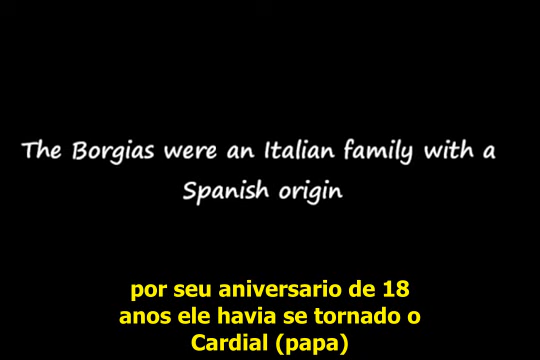 The Borgias were an Italian family with a
Spanish origin
por seu aniversario de 18
anos ele havia se tornado o
Cardial (papa)